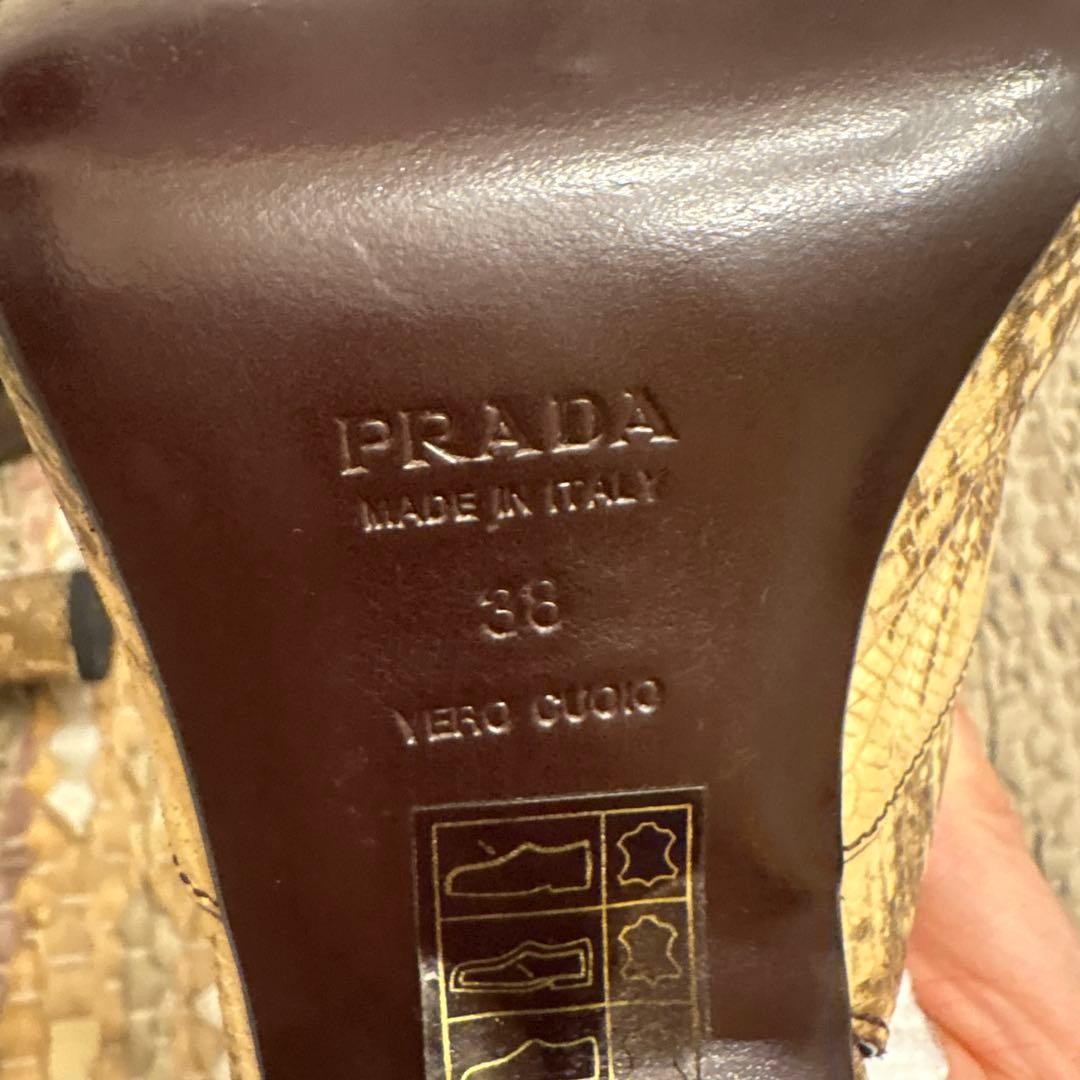 PRADA
MADE IN ITALY
38
VERO CUOIO